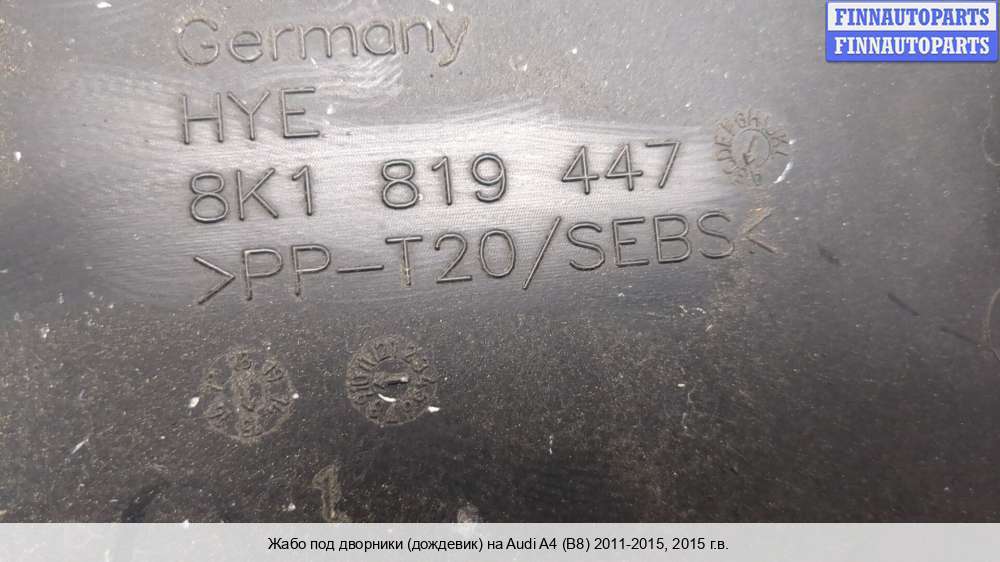 FINNAUTOPARTS
FINNAUTOPARTS
Germany
HYE
8K1 819 447
>PP-T20/SEBS<
Жабо под дворники (дождевик) на Audi A4 (B8) 2011-2015, 2015 г.в.